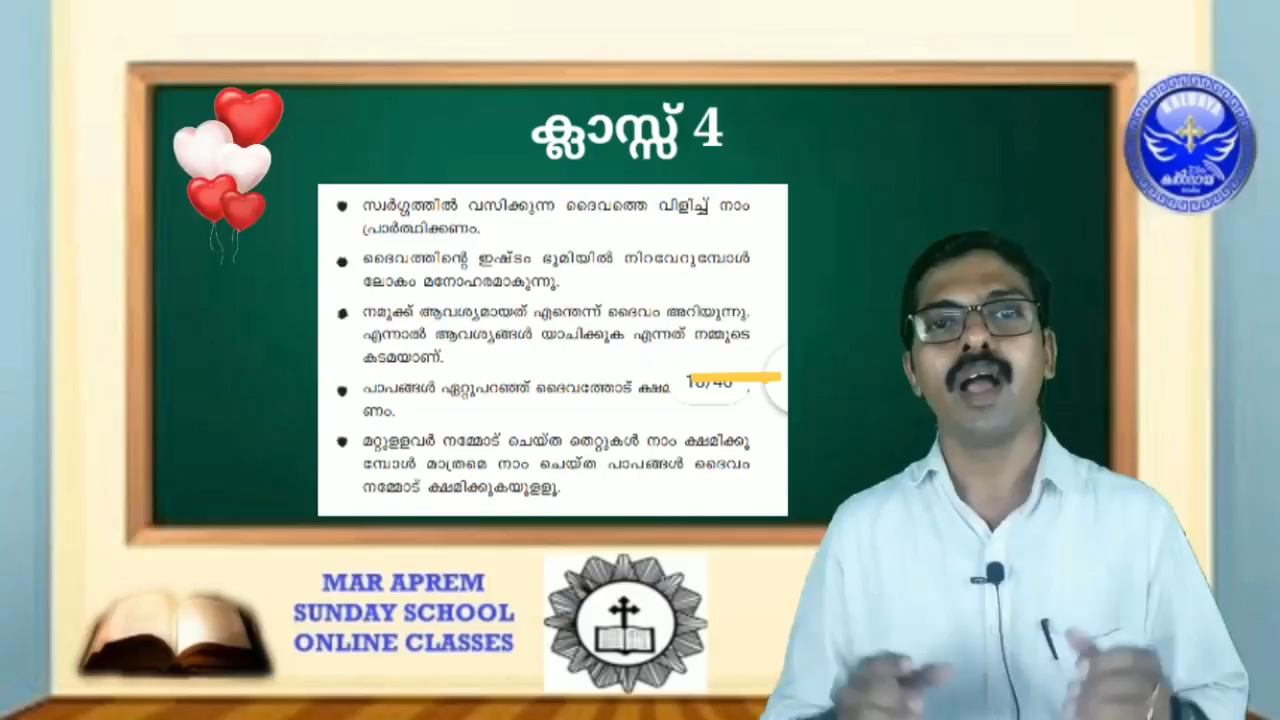 ക്ലാസ്സ് 4
സ്വർഗ്ഗത്തിൽ വസിക്കുന്ന ദൈവത്തെ വിളിച്ച് നാം
പ്രാർത്ഥിക്കണം.
ദൈവത്തിന്റെ ഇഷ്ടം ഭൂമിയിൽ നിറവേറുമ്പോൾ
ലോകം മനോഹരമാകുന്നു.
നമുക്ക് ആവശ്യമായത് എന്തെന്ന് ദൈവം അറിയുന്നു.
എന്നാൽ ആവശ്യങ്ങൾ യാചിക്കുക എന്നത് നമ്മുടെ
കടമയാണ്.
പാപങ്ങൾ ഏറ്റുപറഞ്ഞ് ദൈവത്തോട്
ണം.
മറ്റുള്ളവർ നമ്മോട് ചെയ്ത തെറ്റുകൾ നാം ക്ഷമിക്കു
മ്പോൾ മാത്രമെ നാം ചെയ്ത പാപങ്ങൾ ദൈവം
നമ്മോട് ക്ഷമിക്കുകയുള്ളൂ.
MAR APREM
SUNDAY SCHOOL
ONLINE CLASSES
കൽദായ